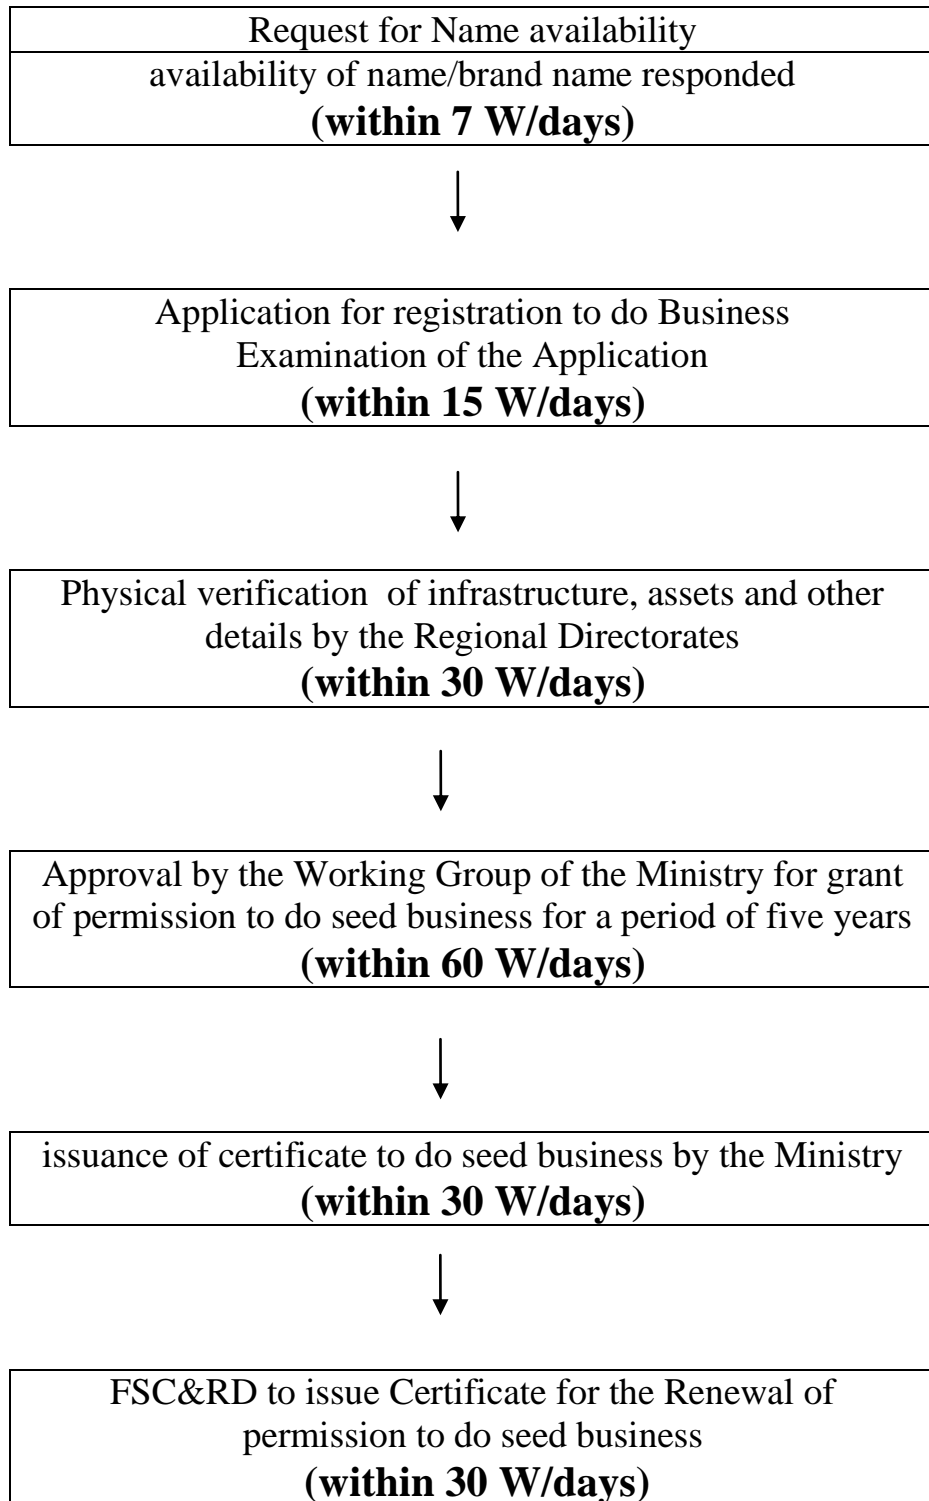 Request for Name availability
availability of name/brand name responded
(within 7 W/days)
Application for registration to do Business
Examination of the Application
(within 15 W/days)
Physical verification  of infrastructure, assets and other
details by the Regional Directorates
(within 30 W/days)
Approval by the Working Group of the Ministry for grant
of permission to do seed business for a period of five years
(within 60 W/days)
issuance of certificate to do seed business by the Ministry
(within 30 W/days)
FSC&RD to issue Certificate for the Renewal of
permission to do seed business
(within 30 W/days)